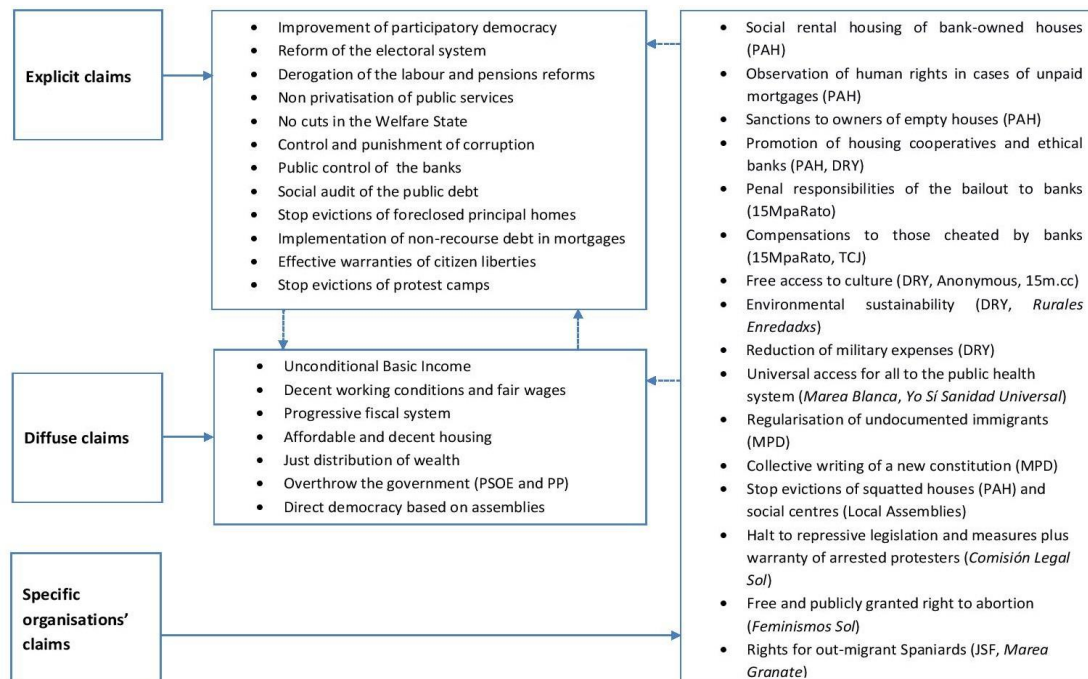 Explicit claims
• Improvement of participatory democracy
• Reform of the electoral system
• Derogation of the labour and pensions reforms
• Non privatisation of public services
• No cuts in the Welfare State
• Control and punishment of corruption
• Public control of the banks
• Social audit of the public debt
• Stop evictions of foreclosed principal homes
• Implementation of non-recourse debt in mortgages
• Effective warranties of citizen liberties
• Stop evictions of protest camps
Diffuse claims
• Unconditional Basic Income
• Decent working conditions and fair wages
• Progressive fiscal system
• Affordable and decent housing
• Just distribution of wealth
• Overthrow the government (PSOE and PP)
• Direct democracy based on assemblies
Specific
organisations’
claims
• Social rental housing of bank-owned houses
(PAH)
• Observation of human rights in cases of unpaid
mortgages (PAH)
• Sanctions to owners of empty houses (PAH)
• Promotion of housing cooperatives and ethical
banks (PAH, DRY)
• Penal responsibilities of the bailout to banks
(15MpaRato)
• Compensations to those cheated by banks
(15MpaRato, TCJ)
• Free access to culture (DRY, Anonymous, 15m.cc)
• Environmental sustainability (DRY, Rurales
Enredadxs)
• Reduction of military expenses (DRY)
• Universal access for all to the public health
system (Marea Blanca, Yo Sí Sanidad Universal)
• Regularisation of undocumented immigrants
(MPD)
• Collective writing of a new constitution (MPD)
• Stop evictions of squatted houses (PAH) and
social centres (Local Assemblies)
• Halt to repressive legislation and measures plus
warranty of arrested protesters (Comisión Legal
Sol)
• Free and publicly granted right to abortion
(Feminismos Sol)
• Rights for out-migrant Spaniards (JSF, Marea
Granate)